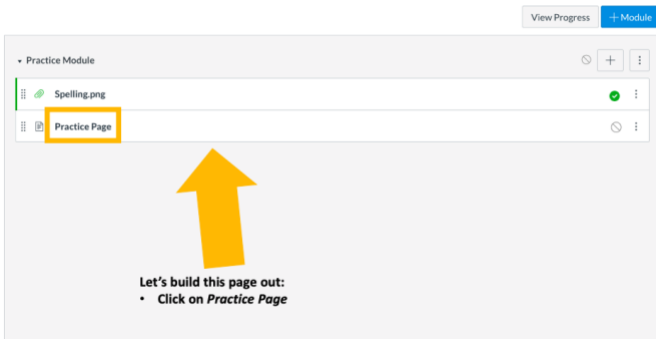 View Progress
+ Module
Practice Module
Spelling.png
Practice Page
Let's build this page out:
• Click on Practice Page